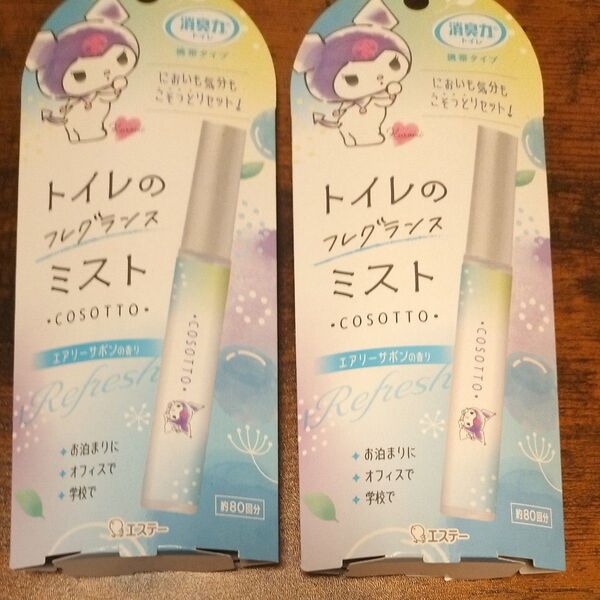 消臭力
トイレ
携帯タイプ
においも気分も
こそっとリセット↓
Kuromi
トイレの
フレグランス
ミスト
・COSOTTO・
エアリーサボンの香り
Refresh
お泊まりに
オフィスで
学校で
・COSOTTO・
約80回分
エステー
消臭力
トイレ
携帯タイプ
においも気分も
こそっとリセット↓
Kuromi
トイレの
フレグランス
ミスト
・COSOTTO・
エアリーサボンの香り
Refresh
お泊まりに
オフィスで
学校で
・COSOTTO・
約80回分
エステー